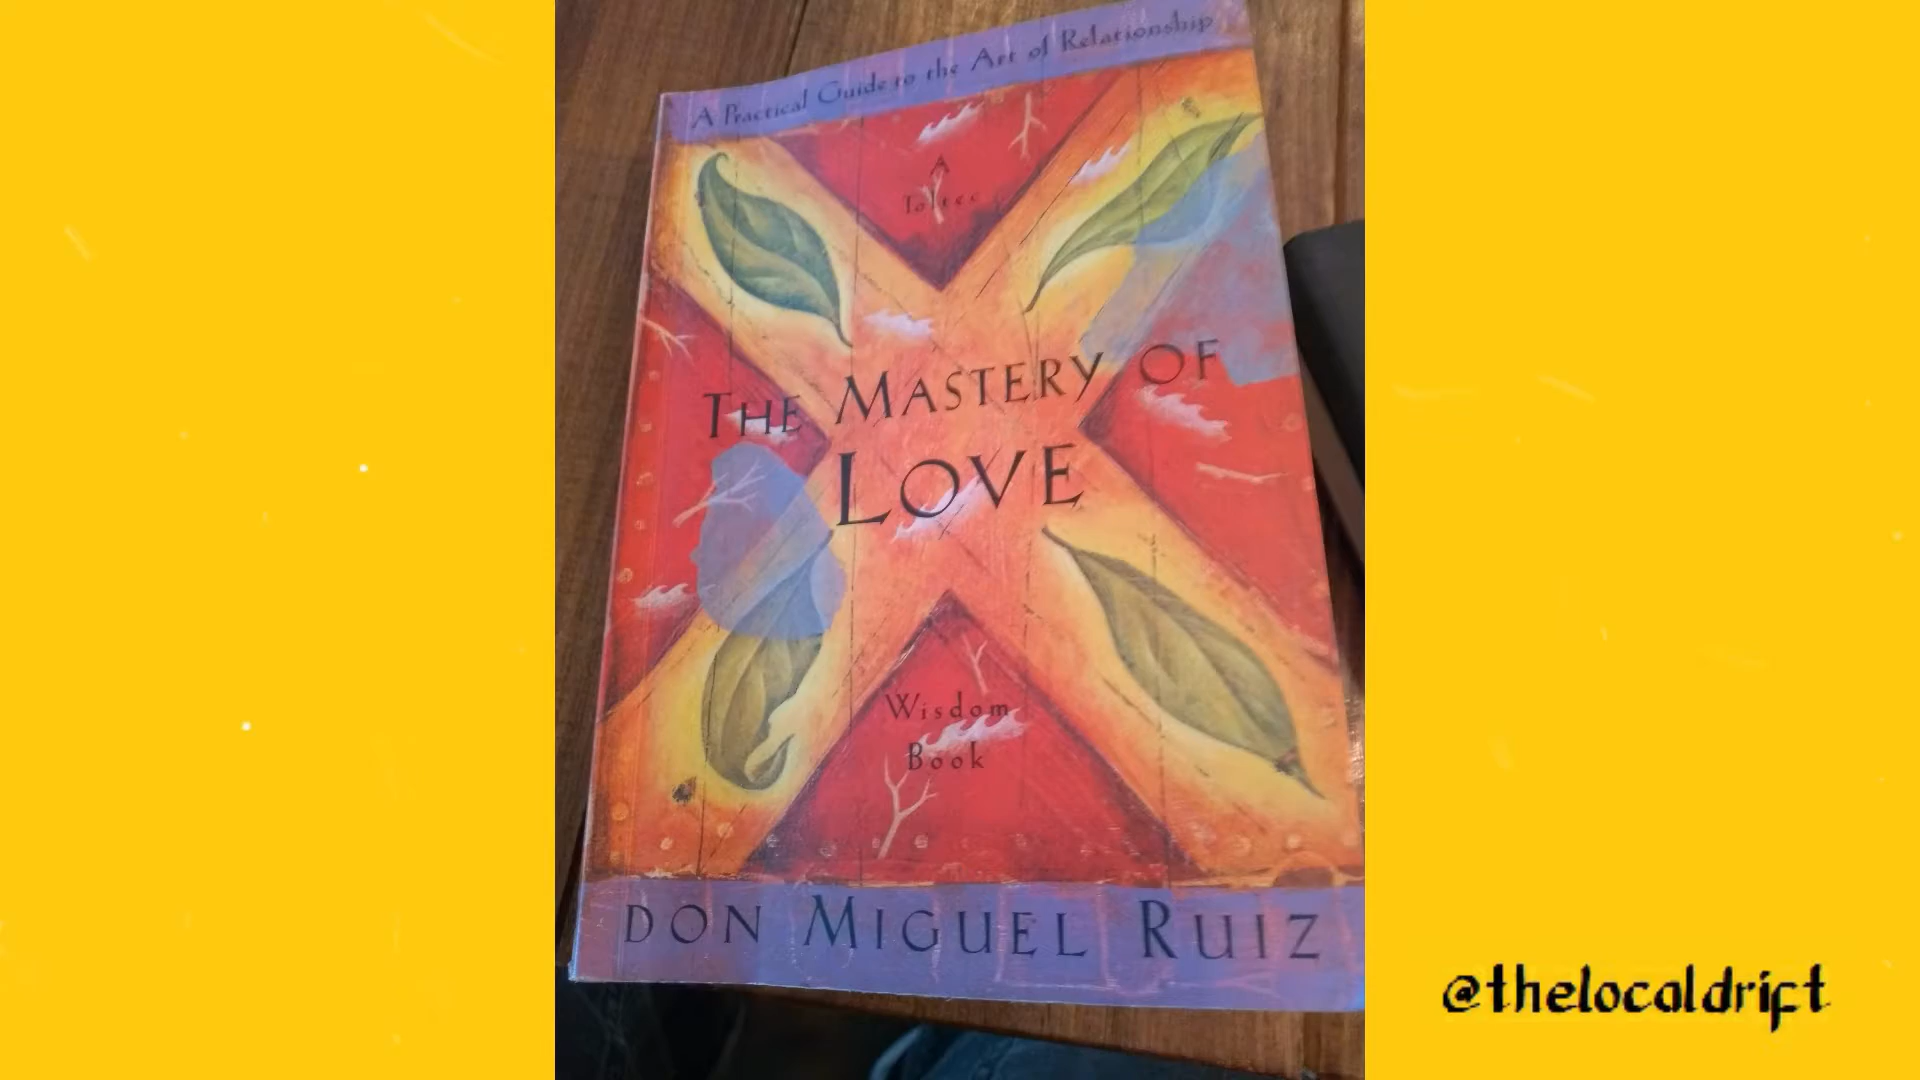 A Practical Guide to the Art of Relationship
A
Toltec
THE MASTERY OF
LOVE
Wisdom
Book
DON MIGUEL RUIZ
@thelocaldrift